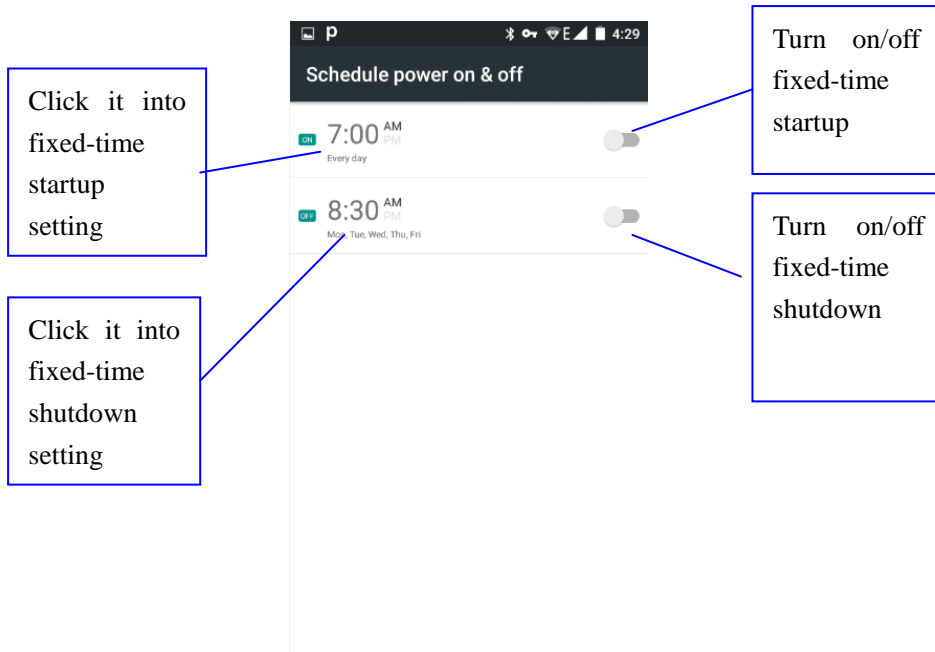 p E 4:29
Schedule power on & off
ON 7:00 AM
PM
Every day
OFF 8:30 AM
PM
Mon, Tue, Wed, Thu, Fri
Click it into
fixed-time
startup
setting
Click it into
fixed-time
shutdown
setting
Turn on/off
fixed-time
startup
Turn on/off
fixed-time
shutdown